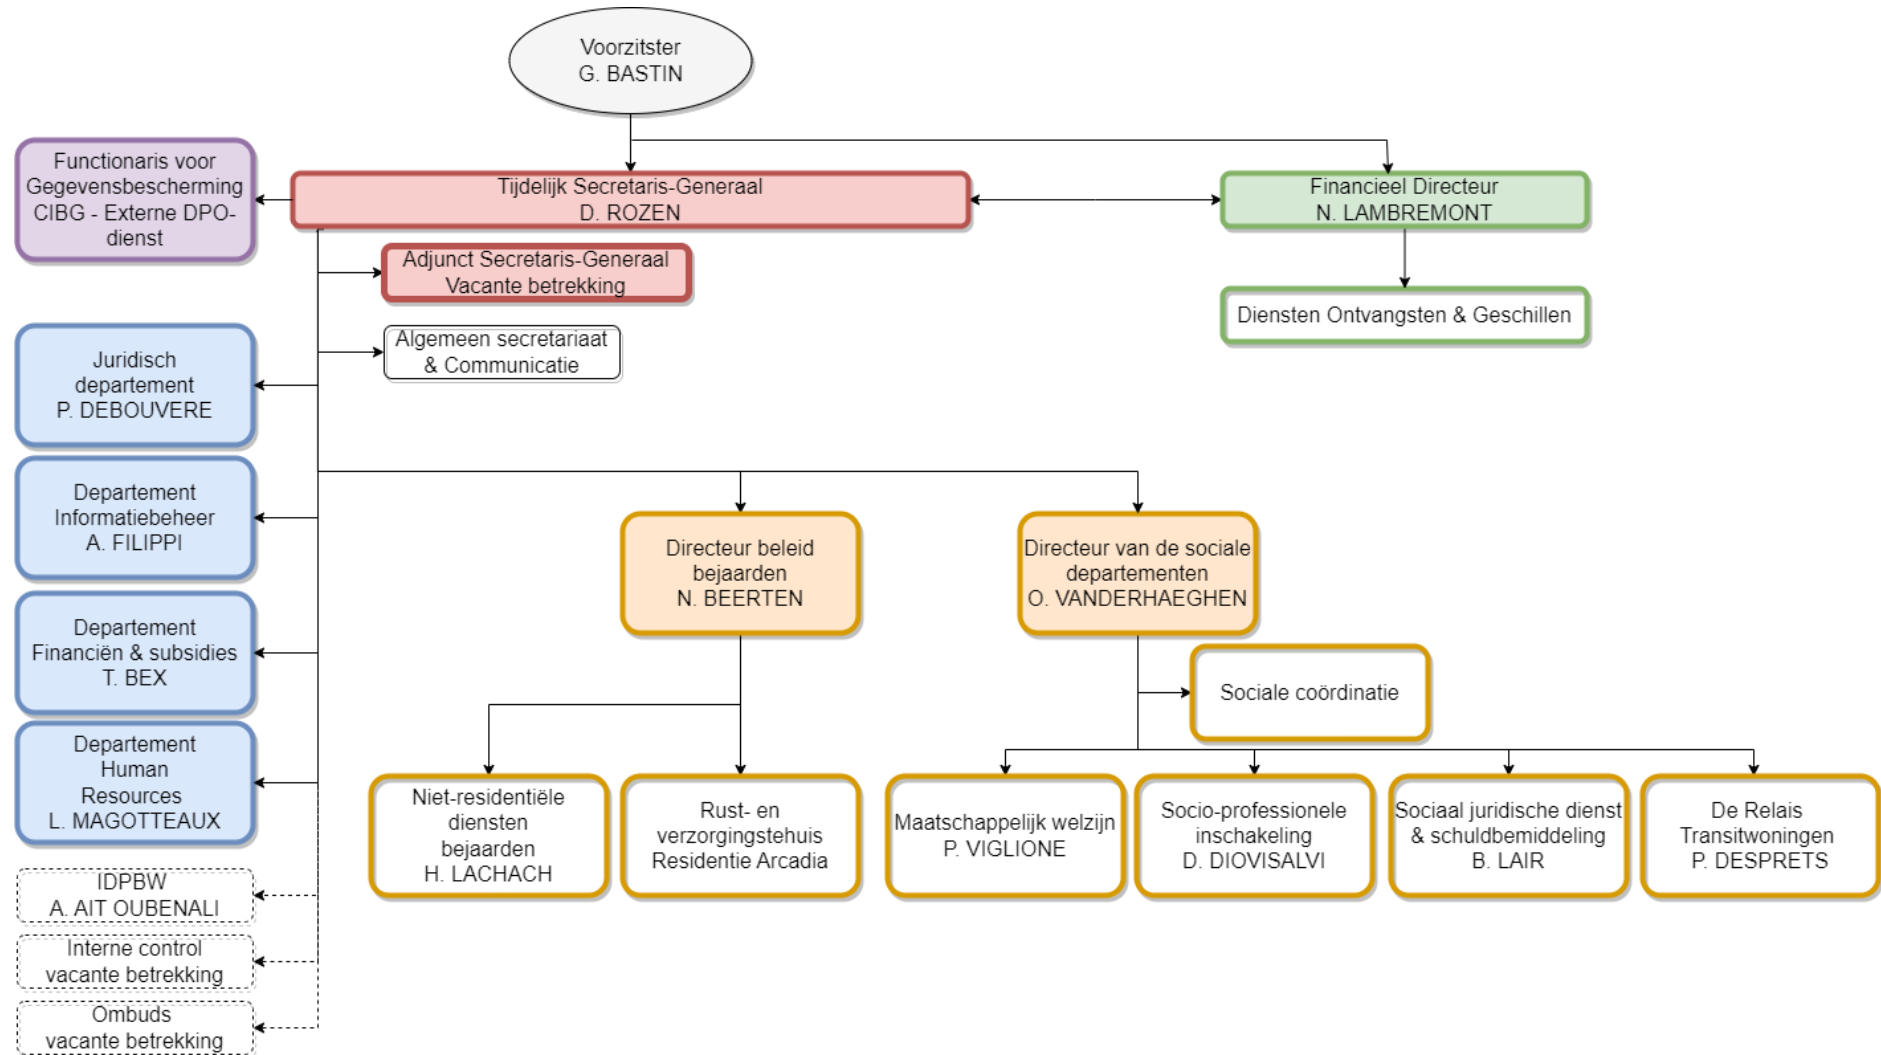 Voorzitster
G. BASTIN
Functionaris voor
Gegevensbescherming
CIBG - Externe DPO-
dienst
Tijdelijk Secretaris-Generaal
D. ROZEN
Financieel Directeur
N. LAMBREMONT
Adjunct Secretaris-Generaal
Vacante betrekking
Diensten Ontvangsten & Geschillen
Algemeen secretariaat
& Communicatie
Juridisch
departement
P. DEBOUVERE
Departement
Informatiebeheer
A. FILIPPI
Departement
Financiën & subsidies
T. BEX
Departement
Human
Resources
L. MAGOTTEAUX
IDPBW
A. AIT OUBENALI
Interne control
vacante betrekking
Ombuds
vacante betrekking
Directeur beleid
bejaarden
N. BEERTEN
Directeur van de sociale
departementen
O. VANDERHAEGHEN
Sociale coördinatie
Niet-residentiële
diensten
bejaarden
H. LACHACH
Rust- en
verzorgingstehuis
Residentie Arcadia
Maatschappelijk welzijn
P. VIGLIONE
Socio-professionele
inschakeling
D. DIOVISALVI
Sociaal juridische dienst
& schuldbemiddeling
B. LAIR
De Relais
Transitwoningen
P. DESPRETS